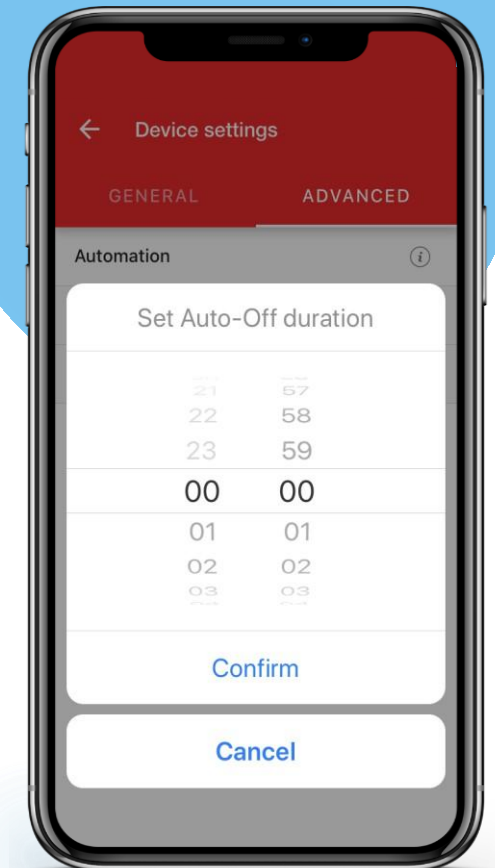 Device settings
GENERAL ADVANCED
Automation
Set Auto-Off duration
21 57
22 58
23 59
00 00
01 01
02 02
03 03
Confirm
Cancel